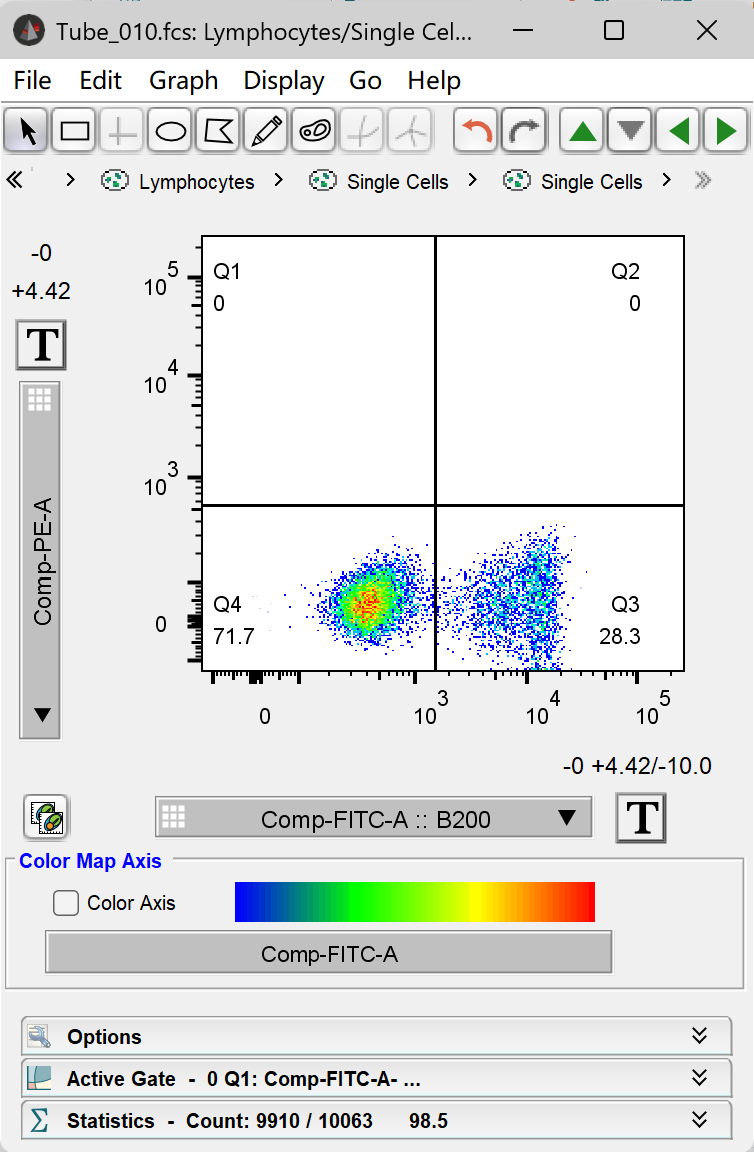 Tube_010.fcs: Lymphocytes/Single Cel...
File Edit Graph Display Go Help
Lymphocytes Single Cells Single Cells
-0
+4.42
T
Comp-PE-A
10^5
10^4
10^3
0
Q1
0
Q2
0
Q4
71.7
Q3
28.3
0 10^3 10^4 10^5
-0 +4.42/-10.0
Comp-FITC-A :: B200
T
Color Map Axis
Color Axis
Comp-FITC-A
Options
Active Gate - 0 Q1: Comp-FITC-A- ...
Statistics - Count: 9910 / 10063 98.5